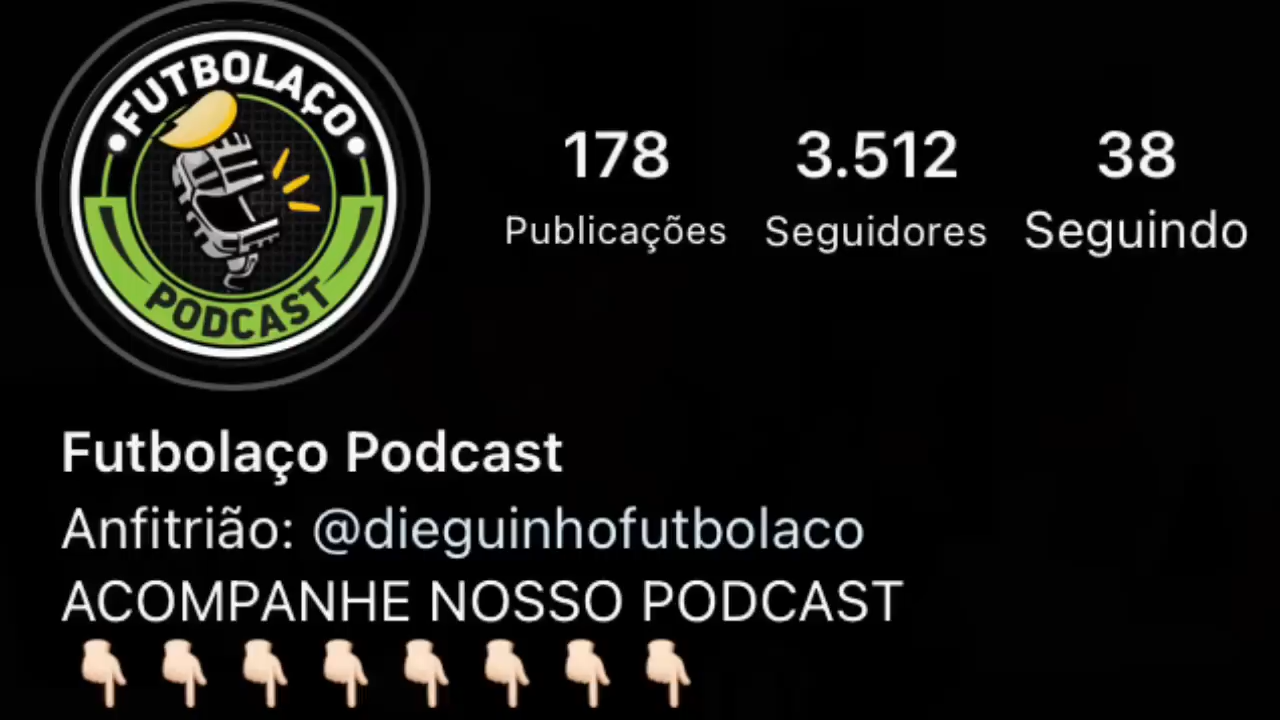 FUTBOLAÇO
PODCAST
178 3.512 38
Publicações Seguidores Seguindo
Futbolaço Podcast
Anfitrião: @dieguinhofutbolaco
ACOMPANHE NOSSO PODCAST
👇🏻👇🏻👇🏻👇🏻👇🏻👇🏻👇🏻👇🏻